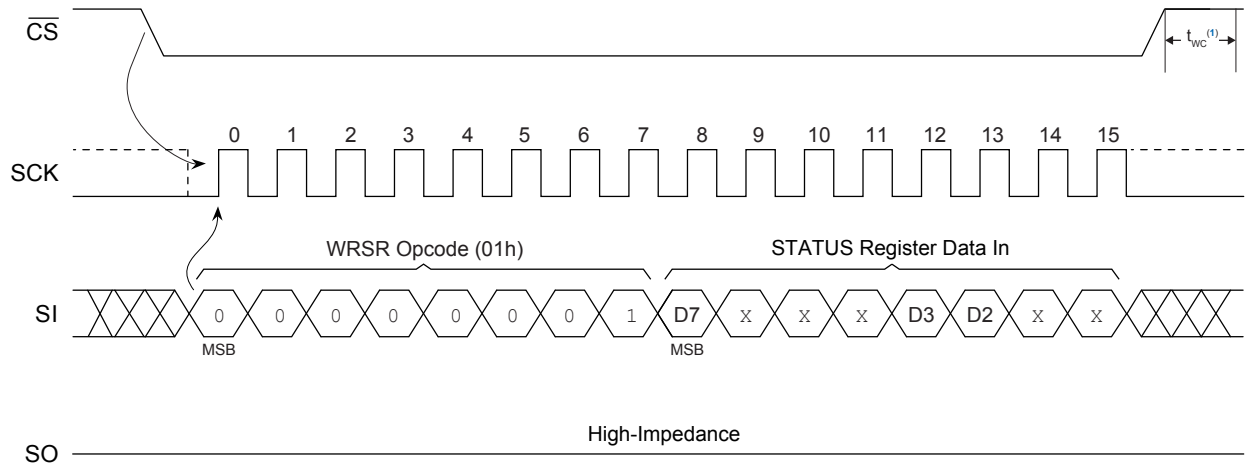 CS
tWC(1)
0 1 2 3 4 5 6 7 8 9 10 11 12 13 14 15
SCK
WRSR Opcode (01h) STATUS Register Data In
SI 0 0 0 0 0 0 0 1 D7 X X X D3 D2 X X
MSB MSB
High-Impedance
SO